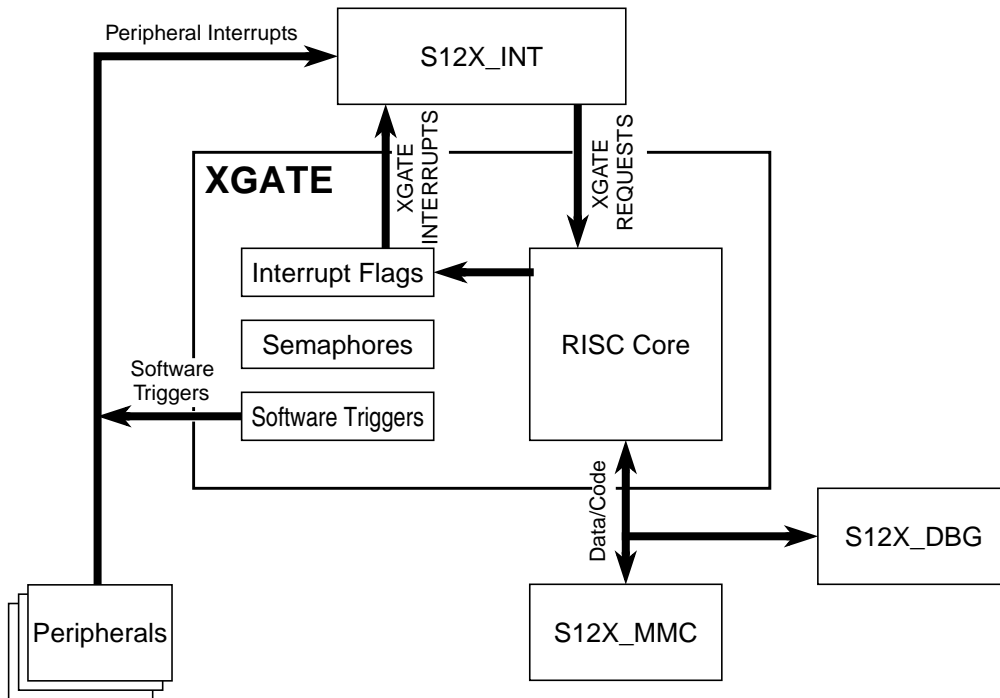 Peripheral Interrupts
S12X_INT
XGATE
INTERRUPTS
XGATE
REQUESTS
XGATE
Interrupt Flags
Semaphores
RISC Core
Software
Triggers
Software Triggers
Data/Code
S12X_DBG
Peripherals
S12X_MMC